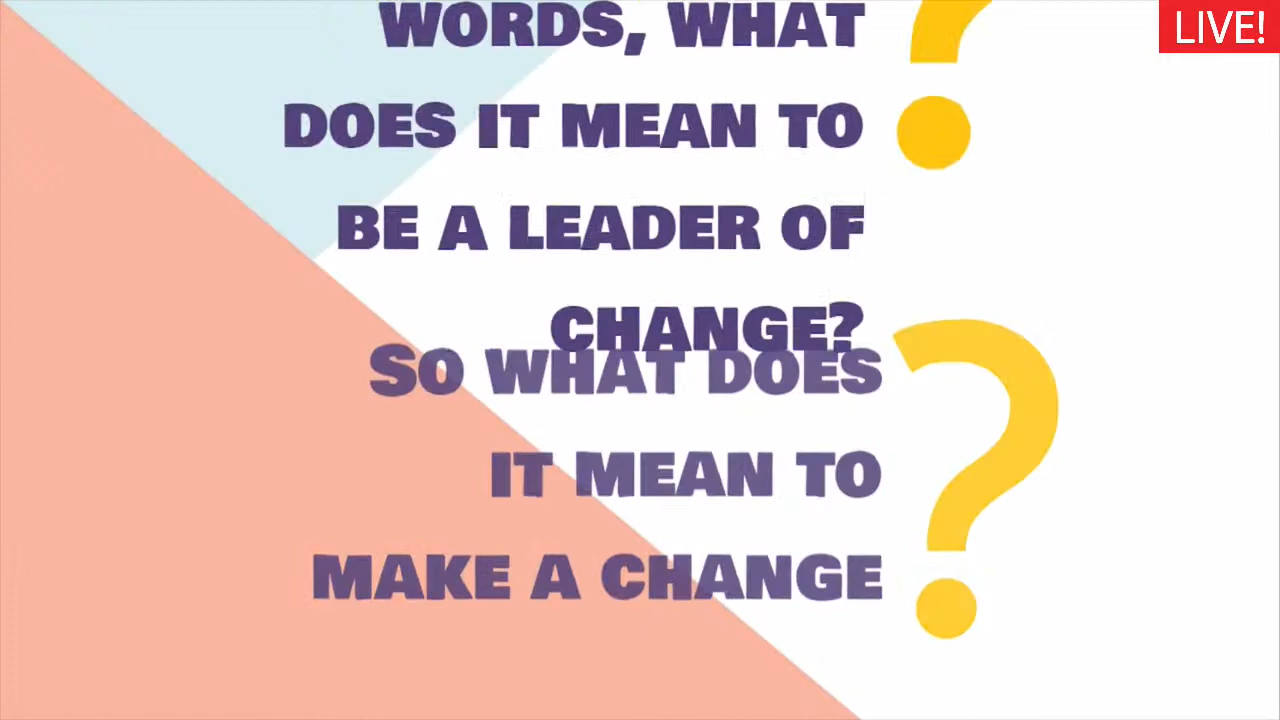 LIVE!
WORDS, WHAT
DOES IT MEAN TO
BE A LEADER OF
CHANGE?
SO WHAT DOES
IT MEAN TO
MAKE A CHANGE
?
?